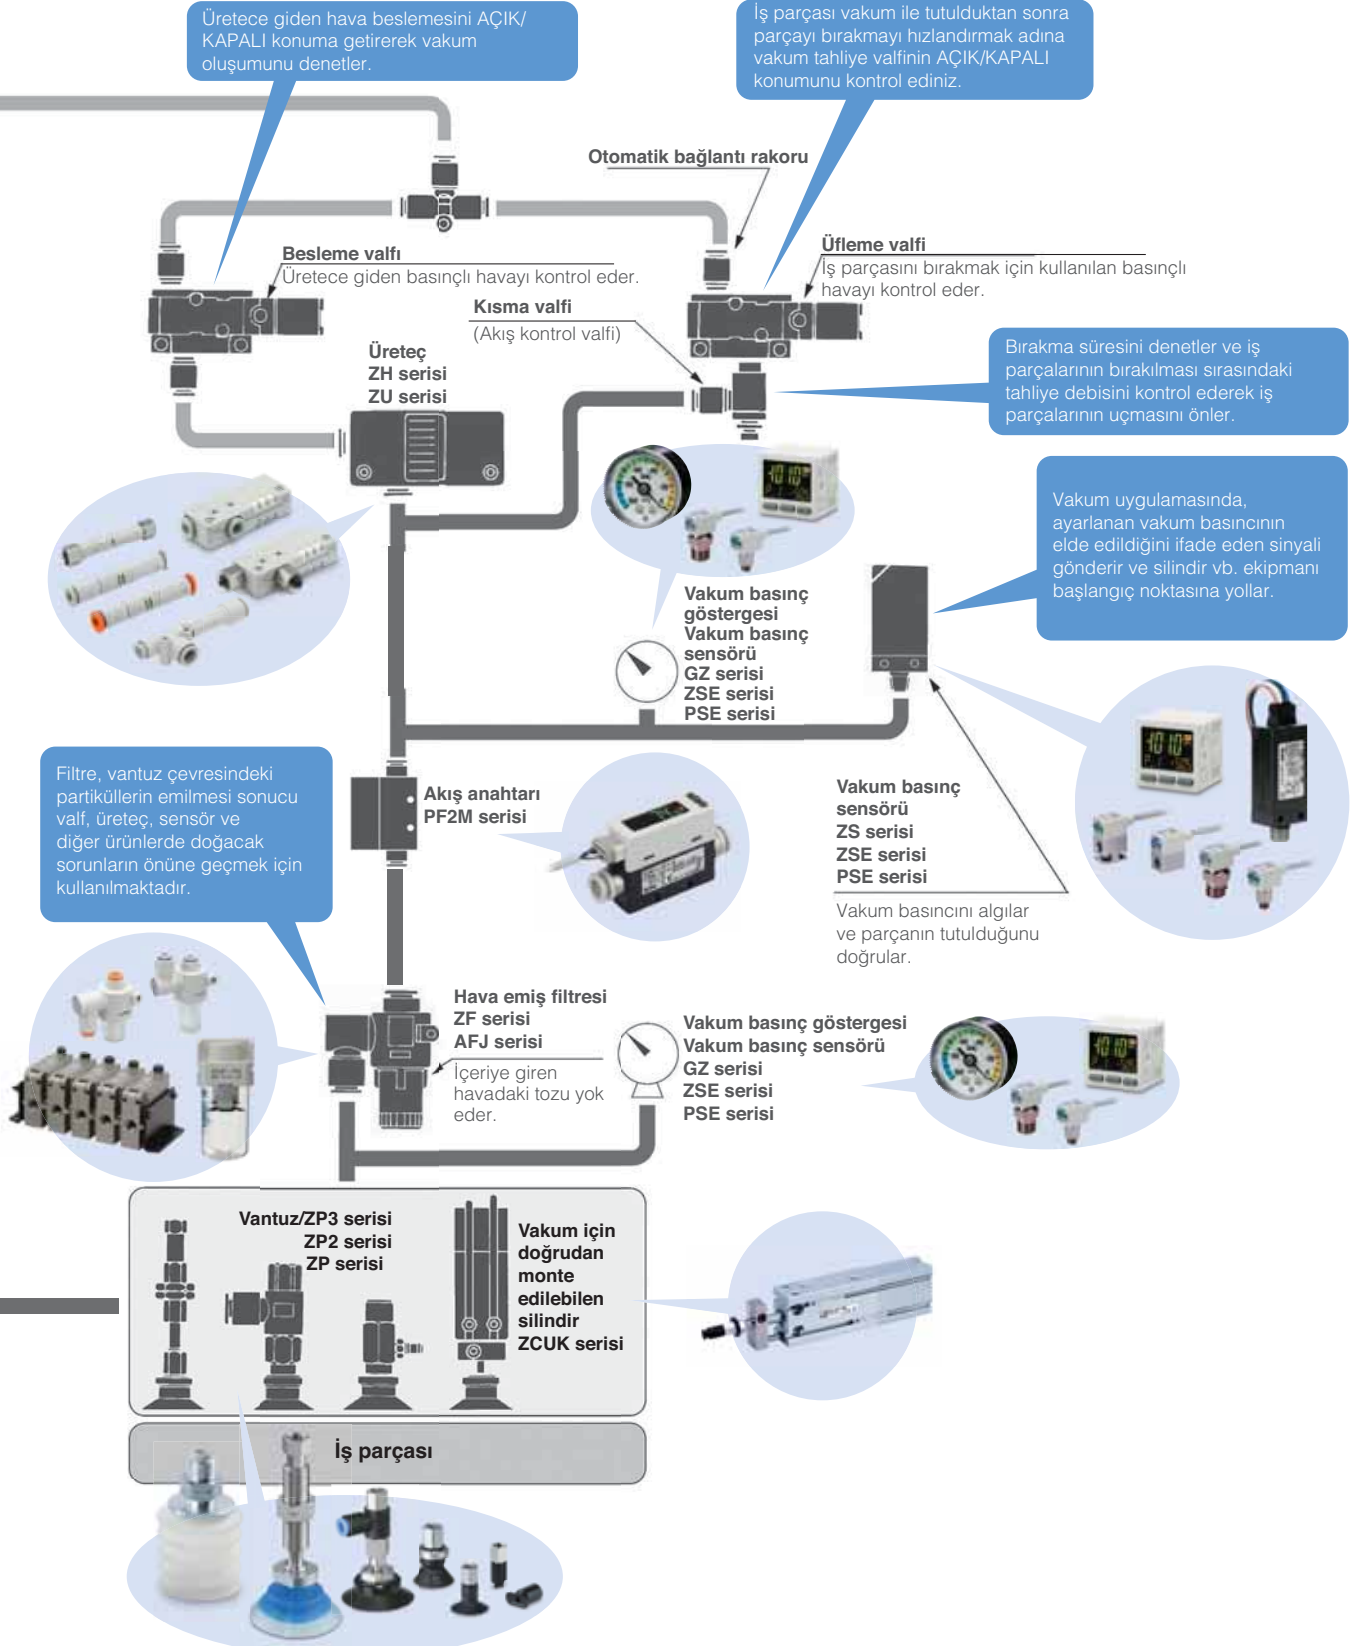 Üretece giden hava beslemesini AÇIK/
KAPALI konuma getirerek vakum
oluşumunu denetler.
İş parçası vakum ile tutulduktan sonra
parçayı bırakmayı hızlandırmak adına
vakum tahliye valfinin AÇIK/KAPALI
konumunu kontrol ediniz.
Otomatik bağlantı rakoru
Besleme valfı
Üretece giden basınçlı havayı kontrol eder.
Üfleme valfi
İş parçasını bırakmak için kullanılan basınçlı
havayı kontrol eder.
Kısma valfi
(Akış kontrol valfi)
Üreteç
ZH serisi
ZU serisi
Bırakma süresini denetler ve iş
parçalarının bırakılması sırasındaki
tahliye debisini kontrol ederek iş
parçalarının uçmasını önler.
Vakum uygulamasında,
ayarlanan vakum basıncının
elde edildiğini ifade eden sinyali
gönderir ve silindir vb. ekipmanı
başlangıç noktasına yollar.
Vakum basınç
göstergesi
Vakum basınç
sensörü
GZ serisi
ZSE serisi
PSE serisi
Filtre, vantuz çevresindeki
partiküllerin emilmesi sonucu
valf, üreteç, sensör ve
diğer ürünlerde doğacak
sorunların önüne geçmek için
kullanılmaktadır.
Akış anahtarı
PF2M serisi
Vakum basınç
sensörü
ZS serisi
ZSE serisi
PSE serisi
Vakum basıncını algılar
ve parçanın tutulduğunu
doğrular.
Hava emiş filtresi
ZF serisi
AFJ serisi
İçeriye giren
havadaki tozu yok
eder.
Vakum basınç göstergesi
Vakum basınç sensörü
GZ serisi
ZSE serisi
PSE serisi
Vantuz/ZP3 serisi
ZP2 serisi
ZP serisi
Vakum için
doğrudan
monte
edilebilen
silindir
ZCUK serisi
İş parçası